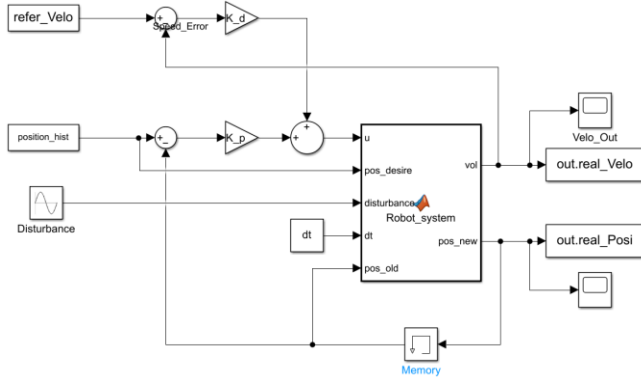 refer_Velo
+
-
Speed_Error
K_d
position_hist
+
-
K_p
+
+
u
pos_desire
disturbance
dt
pos_old
Robot_system
vol
pos_new
Velo_Out
out.real_Velo
out.real_Posi
Disturbance
dt
Memory